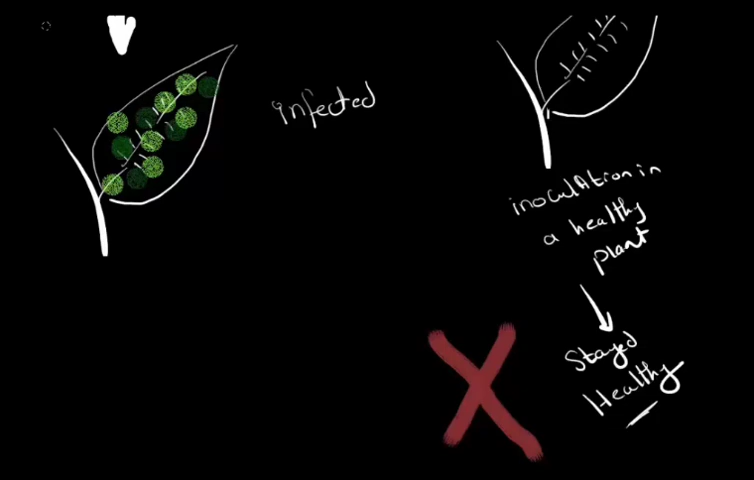 infected
inoculation in
a healthy
plant
Stayed
Healthy